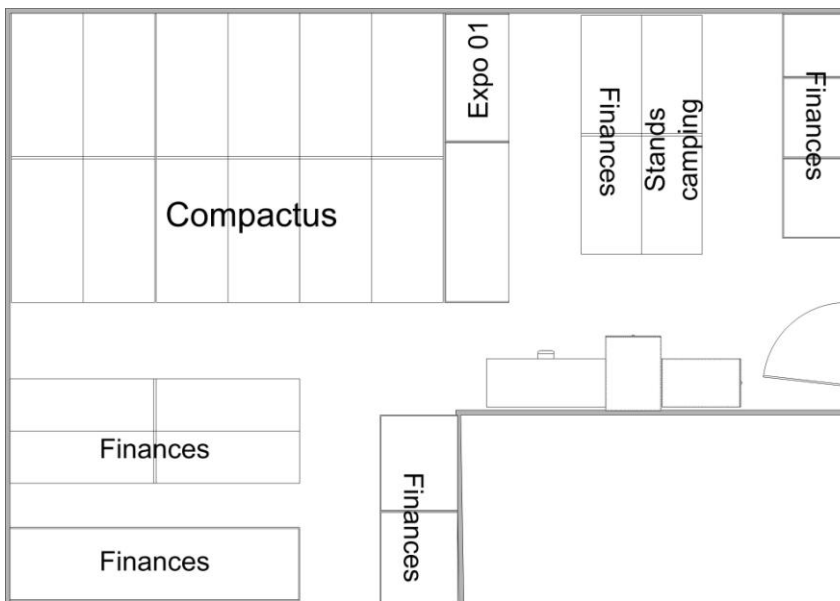 Expo 01
Finances
Stands
camping
Finances
Compactus
Finances
Finances
Finances